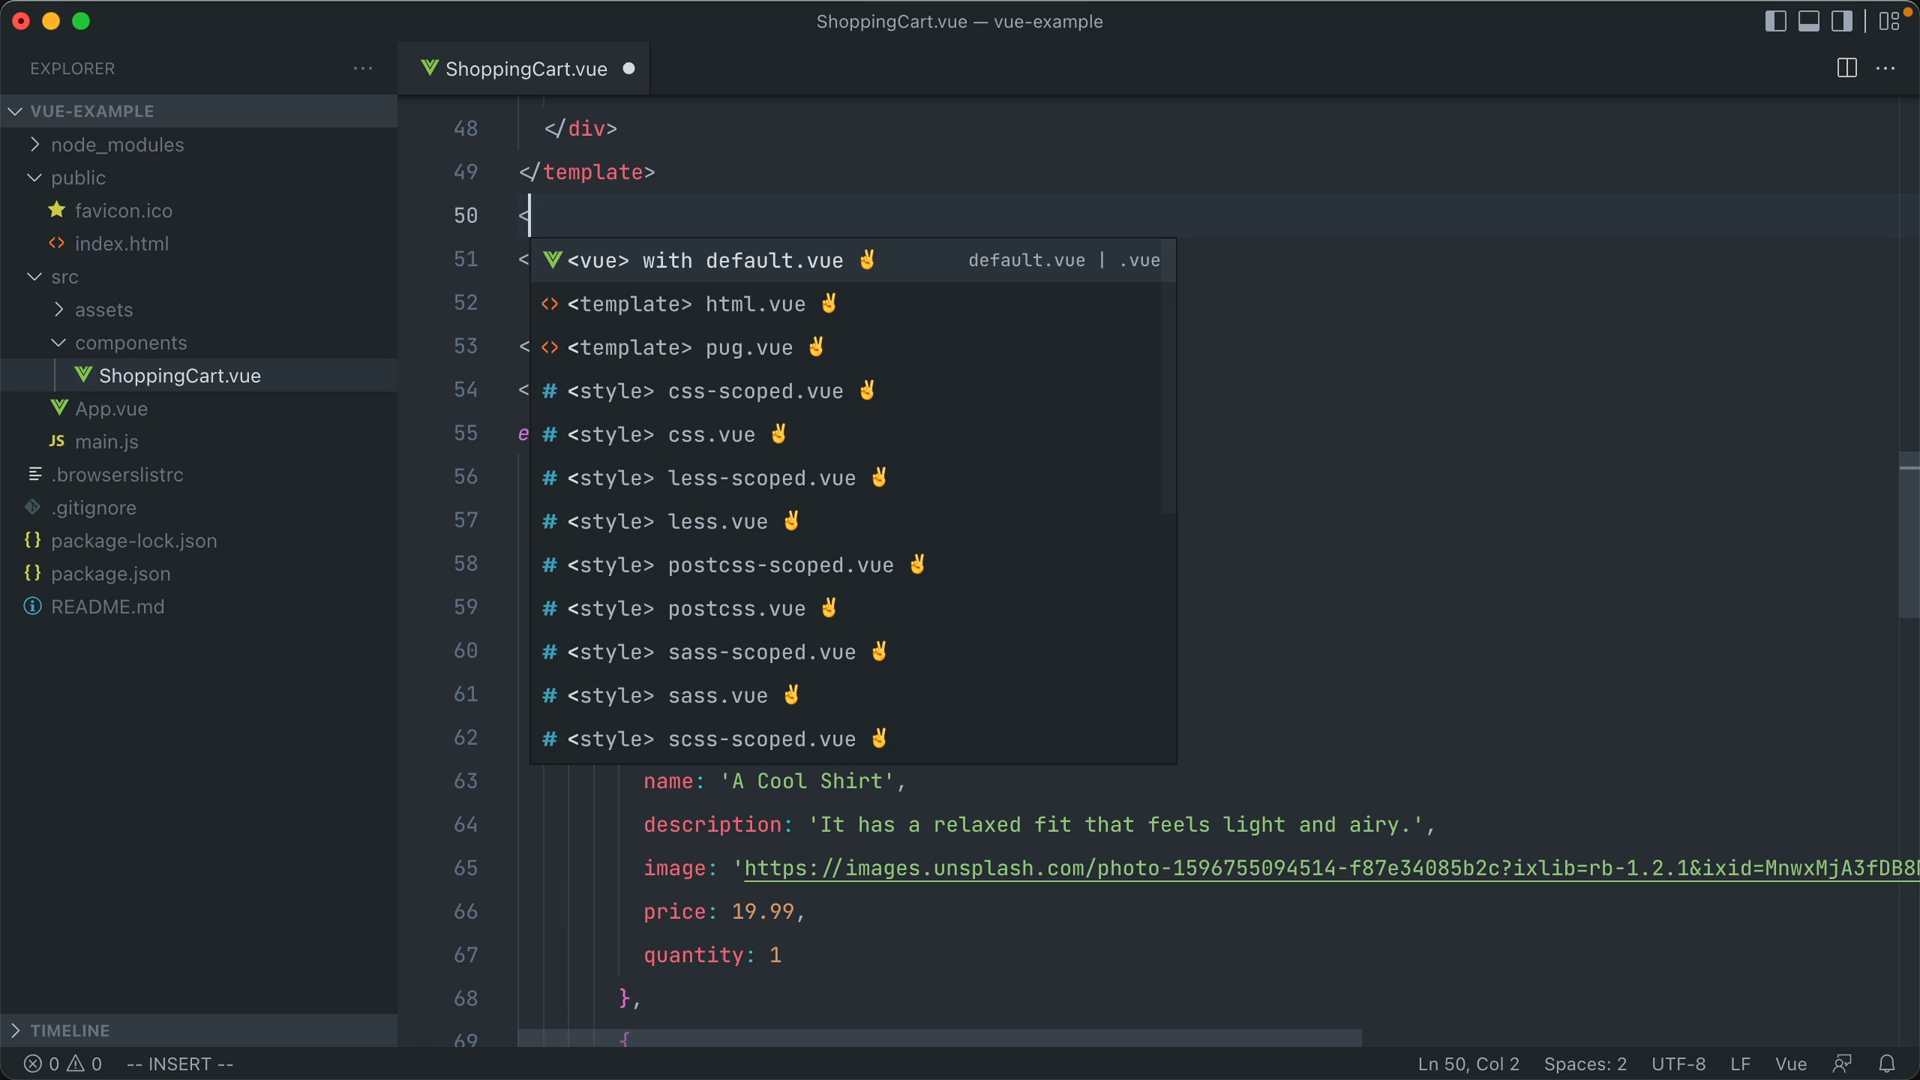 ShoppingCart.vue — vue-example
EXPLORER
VUE-EXAMPLE
node_modules
public
favicon.ico
index.html
src
assets
components
ShoppingCart.vue
App.vue
JS main.js
.browserslistrc
.gitignore
{} package-lock.json
{} package.json
README.md
TIMELINE
ShoppingCart.vue
48 </div>
49 </template>
50 <
51 <
52
53 <
54 <
55 e
56
57
58
59
60
61
62
<vue> with default.vue ✌ default.vue | .vue
<template> html.vue ✌
<template> pug.vue ✌
# <style> css-scoped.vue ✌
# <style> css.vue ✌
# <style> less-scoped.vue ✌
# <style> less.vue ✌
# <style> postcss-scoped.vue ✌
# <style> postcss.vue ✌
# <style> sass-scoped.vue ✌
# <style> sass.vue ✌
# <style> scss-scoped.vue ✌
63 name: 'A Cool Shirt',
64 description: 'It has a relaxed fit that feels light and airy.',
65 image: 'https://images.unsplash.com/photo-1596755094514-f87e34085b2c?ixlib=rb-1.2.1&ixid=MnwxMjA3fDB8M
66 price: 19.99,
67 quantity: 1
68 },
69 {
0 0 -- INSERT --
Ln 50, Col 2 Spaces: 2 UTF-8 LF Vue